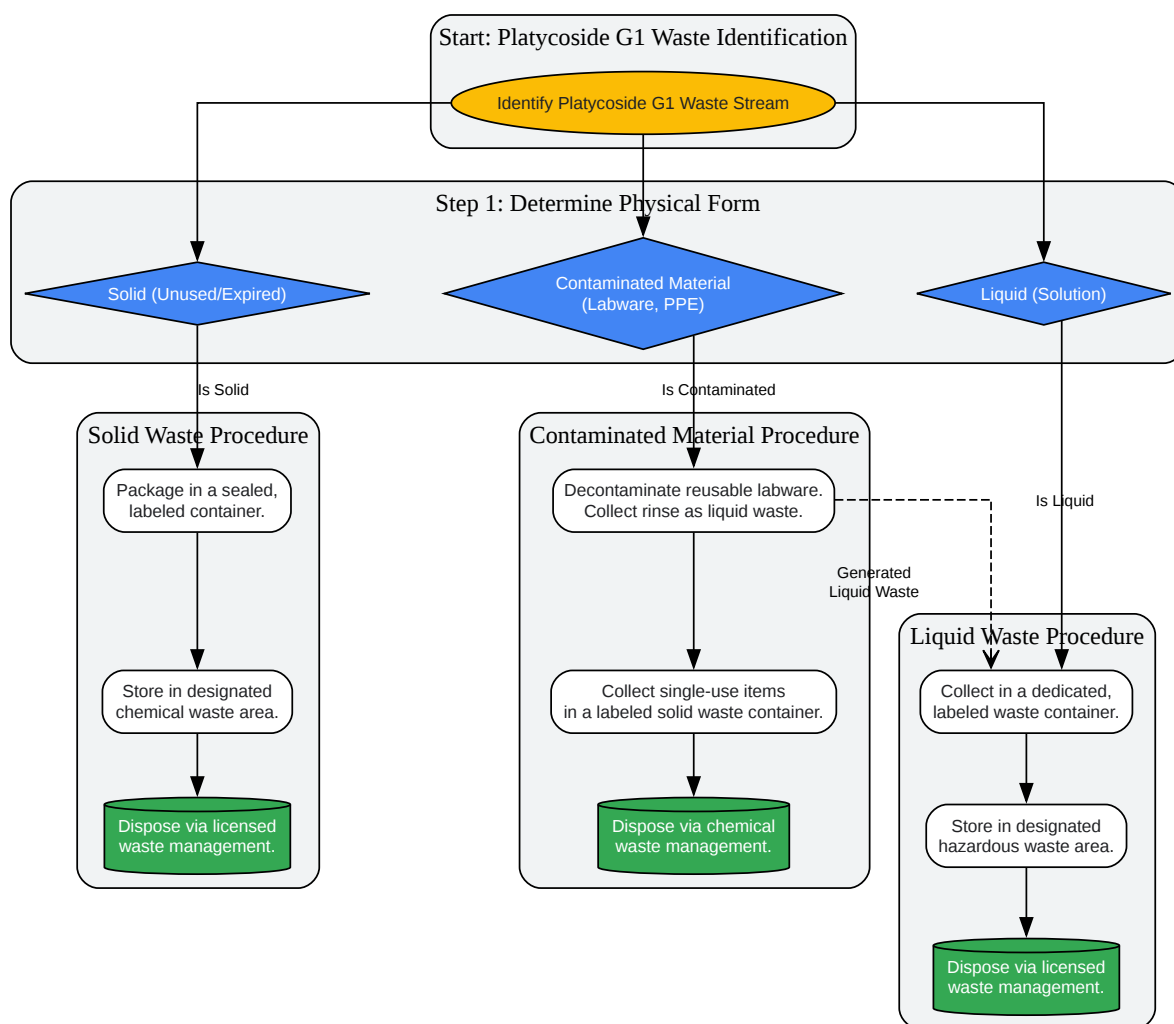 Start: Platycoside G1 Waste Identification
Identify Platycoside G1 Waste Stream
Step 1: Determine Physical Form
Solid (Unused/Expired)
Contaminated Material
(Labware, PPE)
Liquid (Solution)
Is Solid
Is Contaminated
Is Liquid
Solid Waste Procedure
Package in a sealed,
labeled container.
Store in designated
chemical waste area.
Dispose via licensed
waste management.
Contaminated Material Procedure
Decontaminate reusable labware.
Collect rinse as liquid waste.
Generated
Liquid Waste
Collect single-use items
in a labeled solid waste container.
Dispose via chemical
waste management.
Liquid Waste Procedure
Collect in a dedicated,
labeled waste container.
Store in designated
hazardous waste area.
Dispose via licensed
waste management.